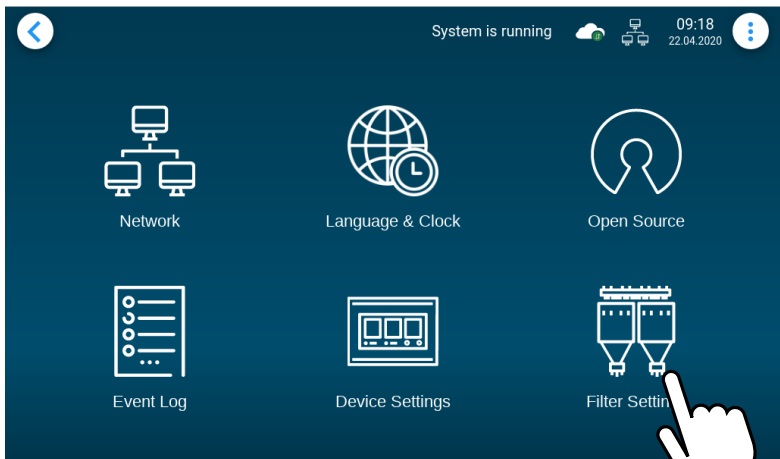 System is running
09:18
22.04.2020
Network
Language & Clock
Open Source
Event Log
Device Settings
Filter